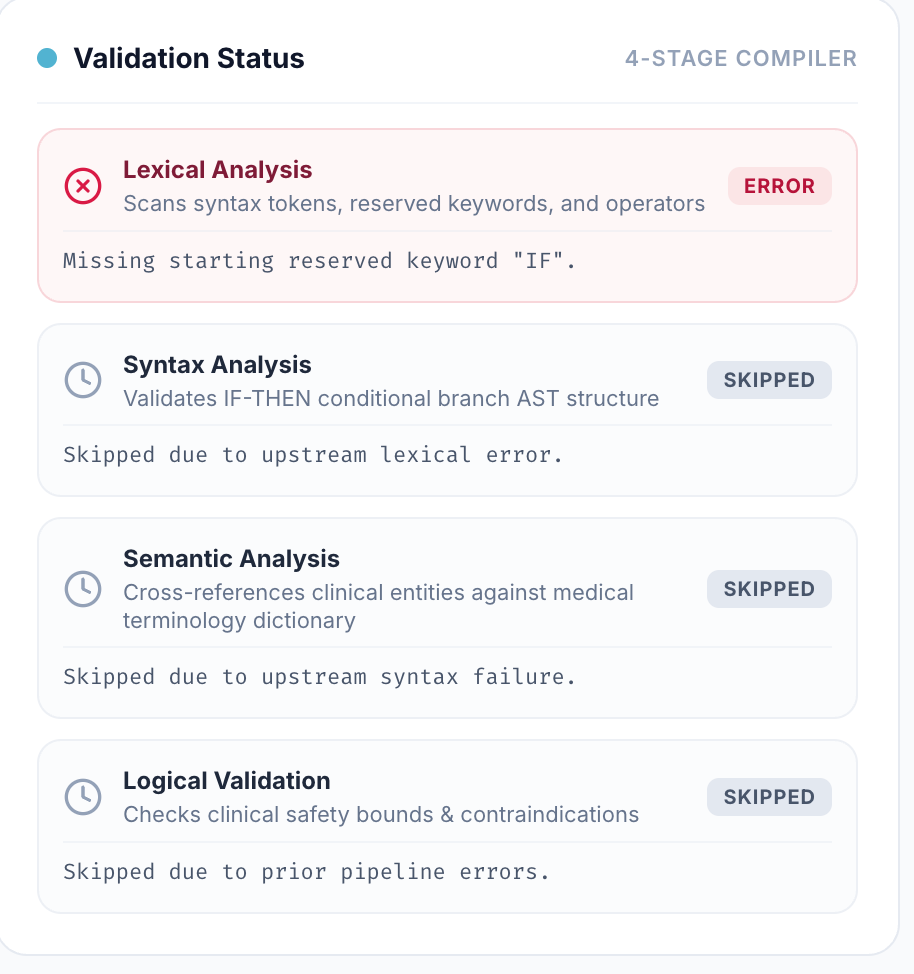 Validation Status
4-STAGE COMPILER
Lexical Analysis
Scans syntax tokens, reserved keywords, and operators
ERROR
Missing starting reserved keyword "IF".
Syntax Analysis
Validates IF-THEN conditional branch AST structure
SKIPPED
Skipped due to upstream lexical error.
Semantic Analysis
Cross-references clinical entities against medical
terminology dictionary
SKIPPED
Skipped due to upstream syntax failure.
Logical Validation
Checks clinical safety bounds & contraindications
SKIPPED
Skipped due to prior pipeline errors.